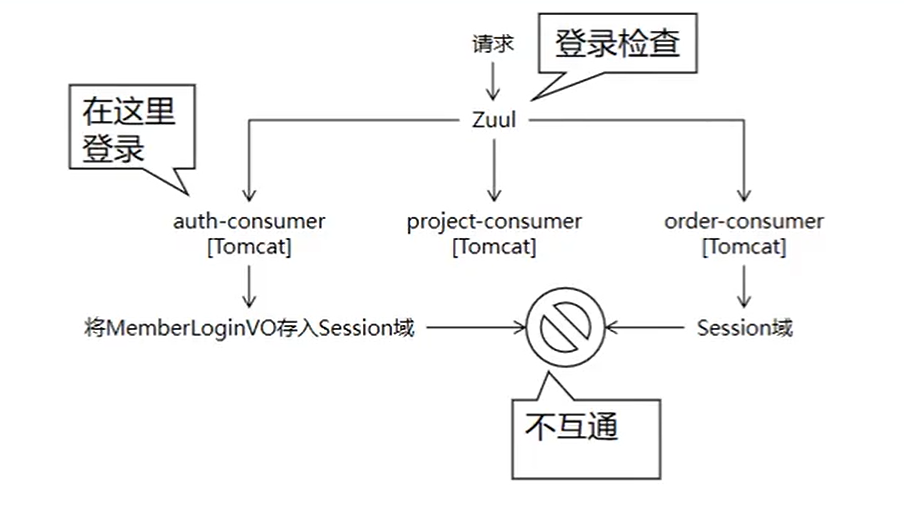 请求
登录检查
Zuul
在这里
登录
auth-consumer
[Tomcat]
project-consumer
[Tomcat]
order-consumer
[Tomcat]
将MemberLoginVO存入Session域
Session域
不互通